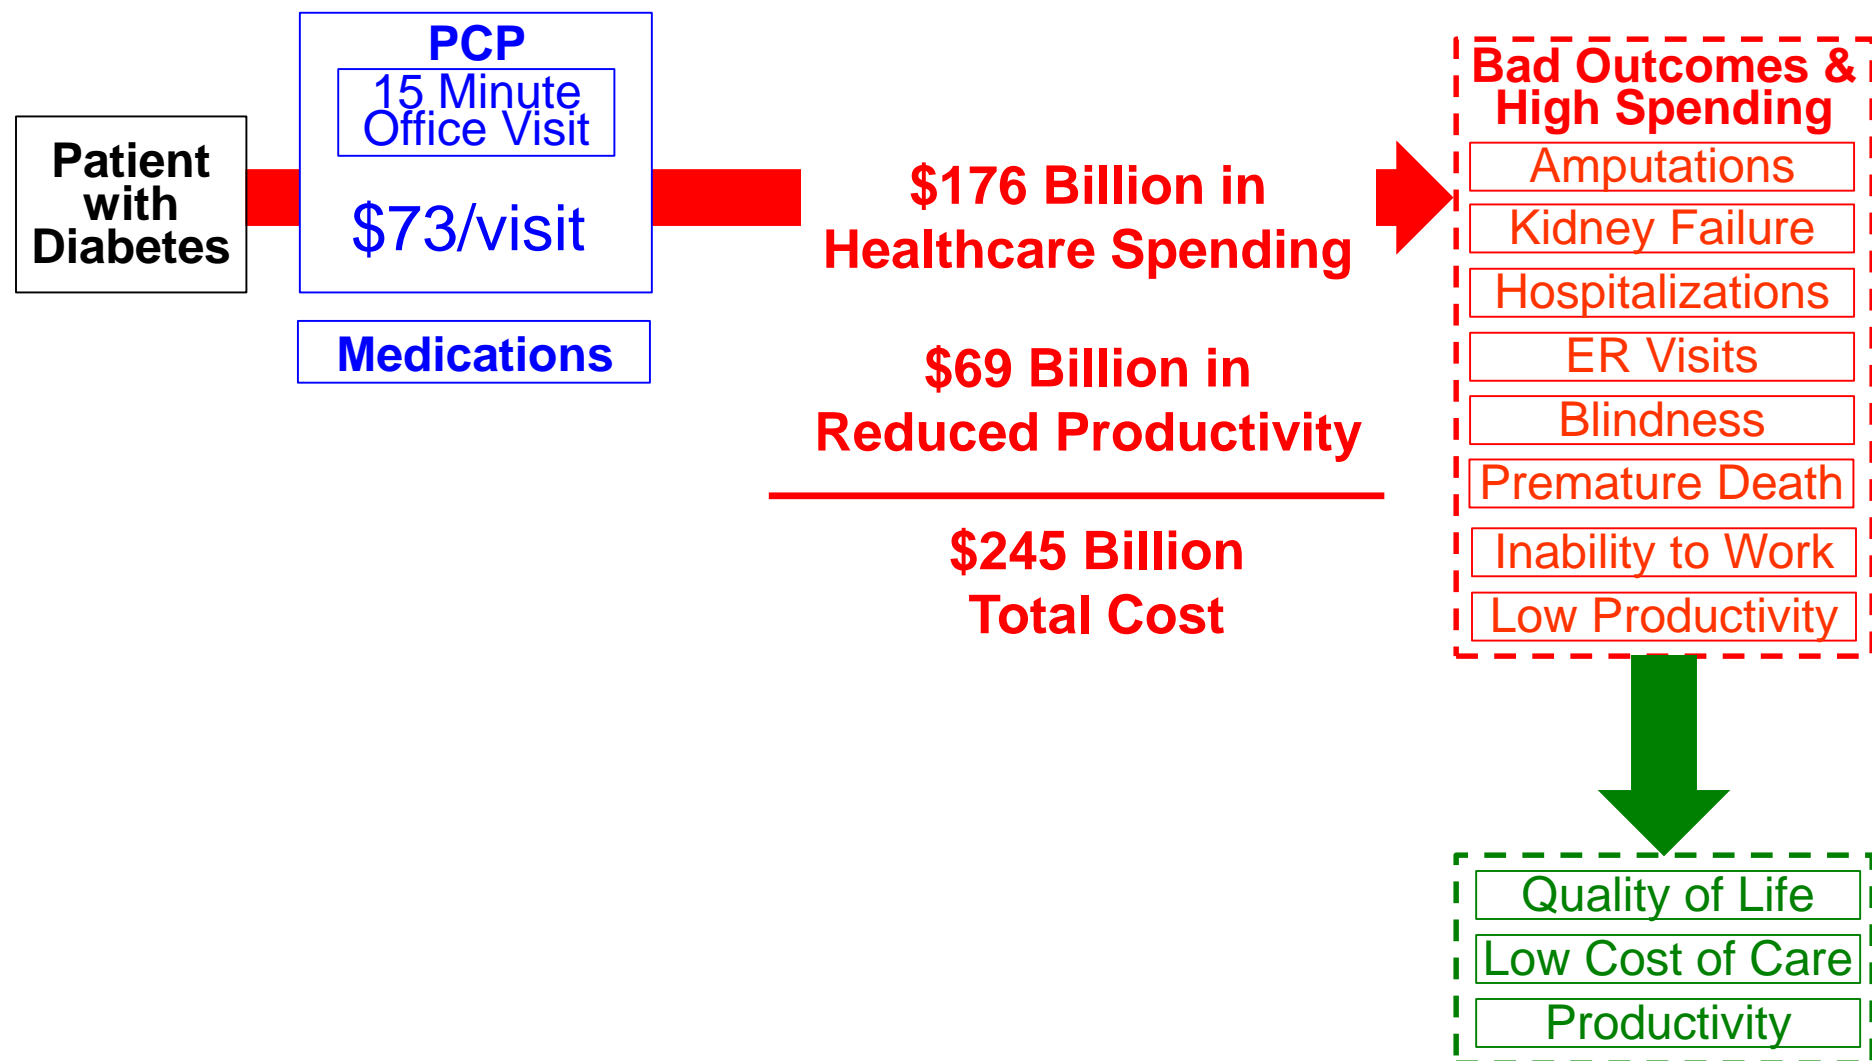 Patient
with
Diabetes
PCP
15 Minute
Office Visit
$73/visit
Medications
$176 Billion in
Healthcare Spending
$69 Billion in
Reduced Productivity
$245 Billion
Total Cost
Bad Outcomes &
High Spending
Amputations
Kidney Failure
Hospitalizations
ER Visits
Blindness
Premature Death
Inability to Work
Low Productivity
Quality of Life
Low Cost of Care
Productivity